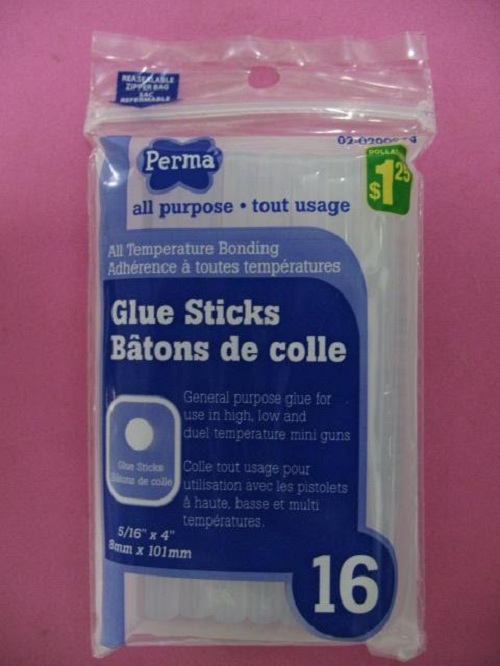 REASEALABLE
ZIPPER BAG
SAC
REFERMABLE
Perma
DOLLAR
$1.25
all purpose • tout usage
All Temperature Bonding
Adhérence à toutes températures
Glue Sticks
Bâtons de colle
General purpose glue for
use in high, low and
duel temperature mini guns
Glue Sticks
Bâtons de colle
Colle tout usage pour
utilisation avec les pistolets
à haute, basse et multi
températures.
5/16" x 4"
8mm x 101mm
16